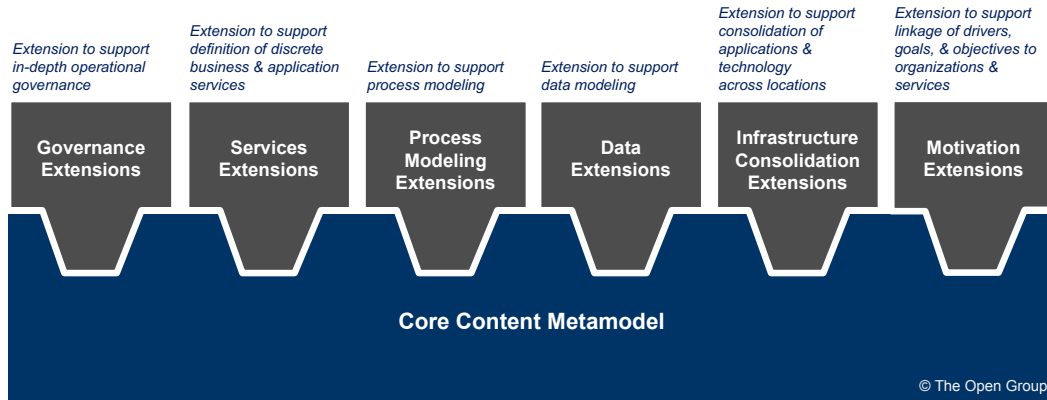 Extension to support
in-depth operational
governance
Extension to support
definition of discrete
business & application
services
Extension to support
process modeling
Extension to support
data modeling
Extension to support
consolidation of
applications &
technology
across locations
Extension to support
linkage of drivers,
goals, & objectives to
organizations &
services
Governance
Extensions
Services
Extensions
Process
Modeling
Extensions
Data
Extensions
Infrastructure
Consolidation
Extensions
Motivation
Extensions
Core Content Metamodel
© The Open Group